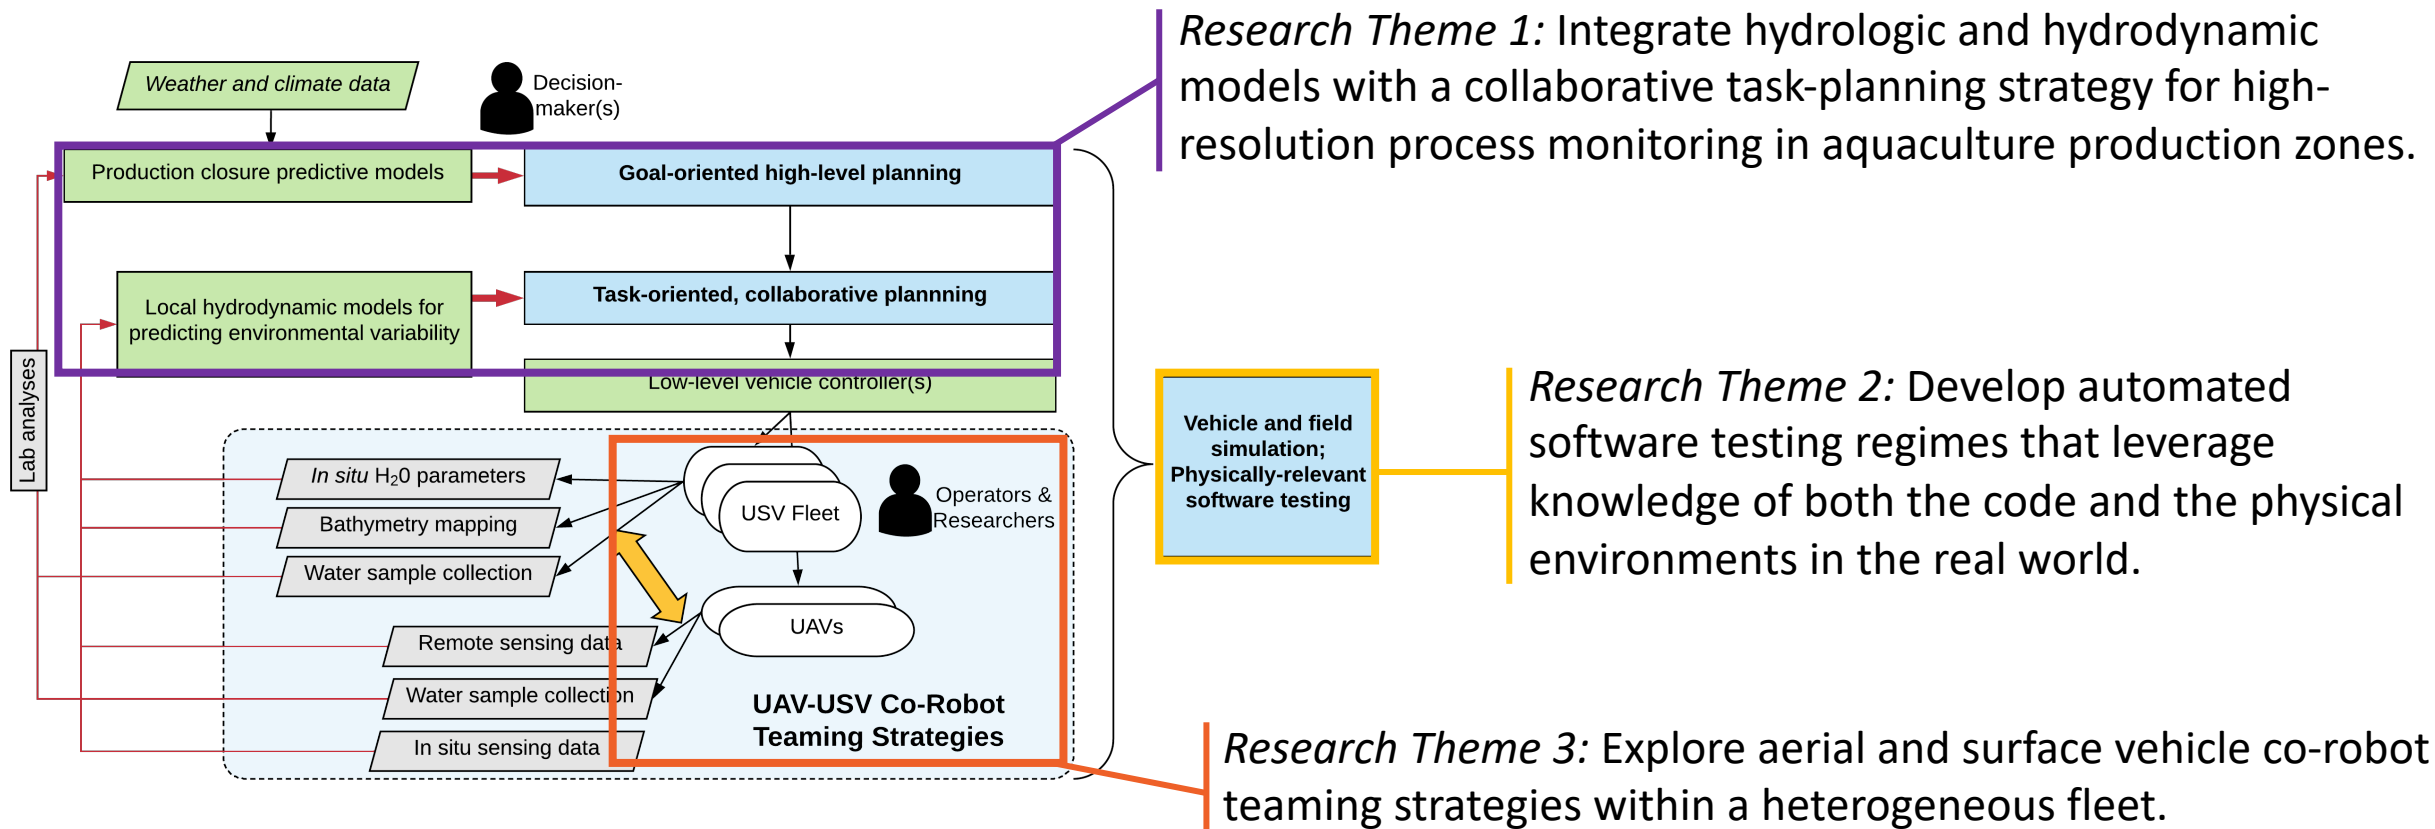 Research Theme 1: Integrate hydrologic and hydrodynamic
models with a collaborative task-planning strategy for high-
resolution process monitoring in aquaculture production zones.
Weather and climate data
Decision-
maker(s)
Production closure predictive models
Goal-oriented high-level planning
Local hydrodynamic models for
predicting environmental variability
Task-oriented, collaborative plannning
Low-level vehicle controller(s)
Lab analyses
In situ H₂0 parameters
Bathymetry mapping
Water sample collection
USV Fleet
Operators &
Researchers
Remote sensing data
Water sample collection
In situ sensing data
UAVs
UAV-USV Co-Robot
Teaming Strategies
Vehicle and field
simulation;
Physically-relevant
software testing
Research Theme 2: Develop automated
software testing regimes that leverage
knowledge of both the code and the physical
environments in the real world.
Research Theme 3: Explore aerial and surface vehicle co-robot
teaming strategies within a heterogeneous fleet.